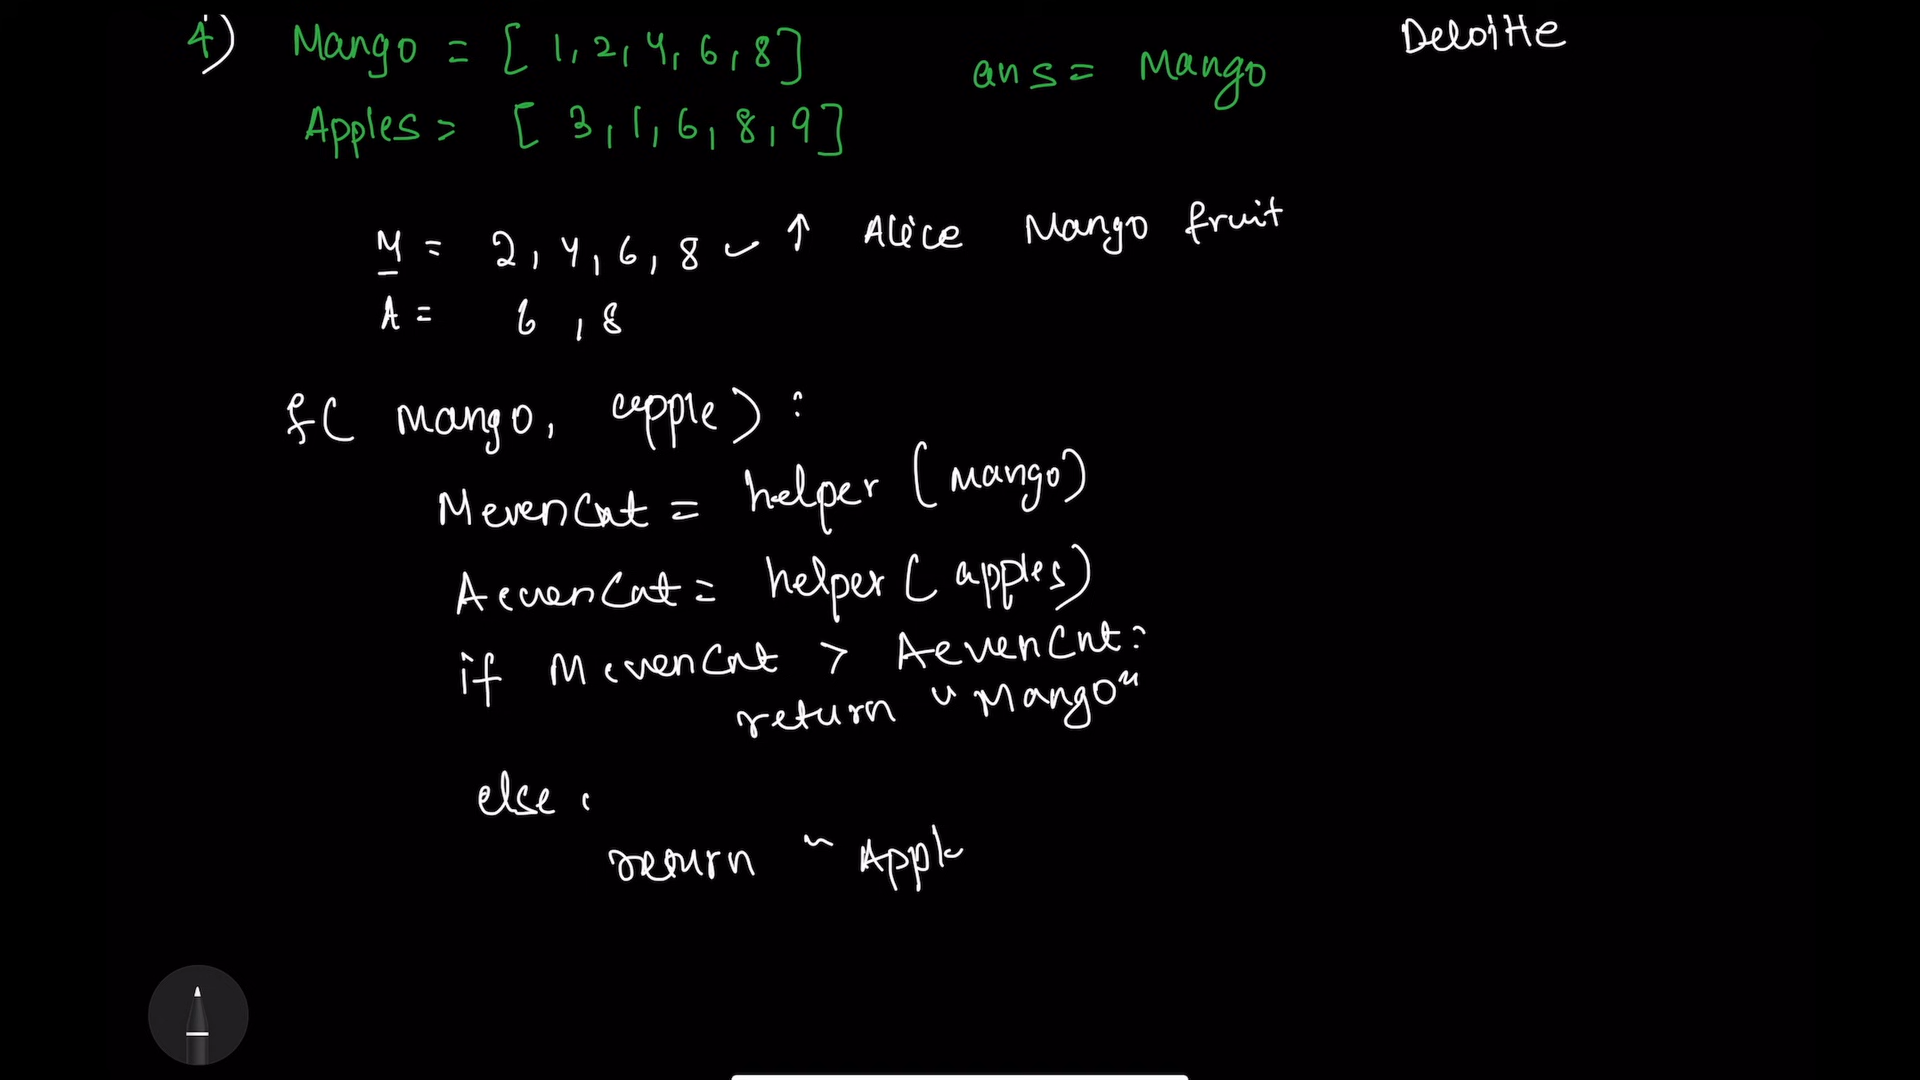 4) Mango = [ 1, 2, 4, 6, 8 ]
ans = Mango
Deloitte
Apples = [ 3, 1, 6, 8, 9 ]
M = 2, 4, 6, 8 ✓ ↑ Alice Mango fruit
A = 6, 8
f( mango, apple ) :
MevenCnt = helper ( mango )
AevenCnt = helper ( apples )
if MevenCnt > AevenCnt :
return "Mango"
else :
return " Apple